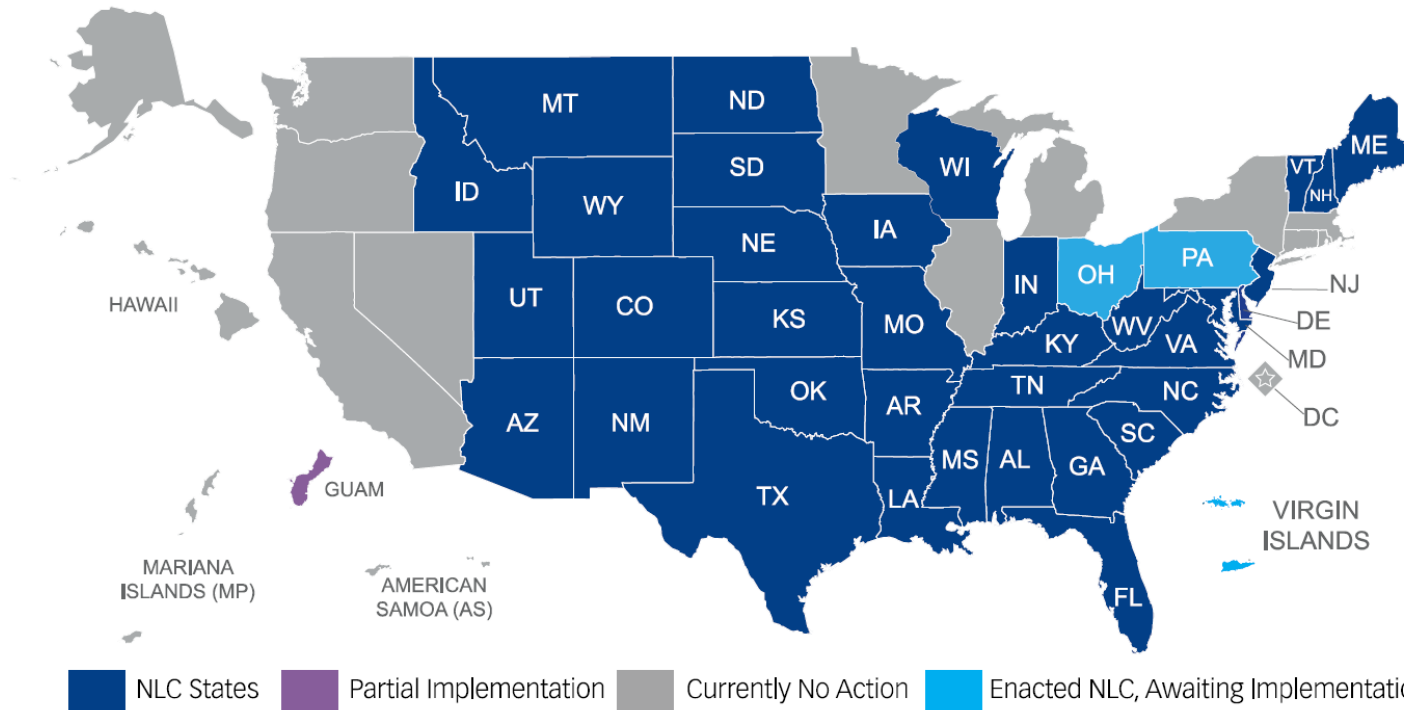 MT
ND
ME
VT
WI
SD
NH
ID
WY
IA
NE
PA
OH
IN
NJ
HAWAII
UT
CO
KS
MO
WV
DE
KY
VA
MD
TN
OK
NC
AR
AZ
NM
DC
SC
MS
AL
GA
GUAM
TX
LA
VIRGIN
ISLANDS
MARIANA
ISLANDS (MP)
AMERICAN
SAMOA (AS)
FL
NLC States
Partial Implementation
Currently No Action
Enacted NLC, Awaiting Implementatio